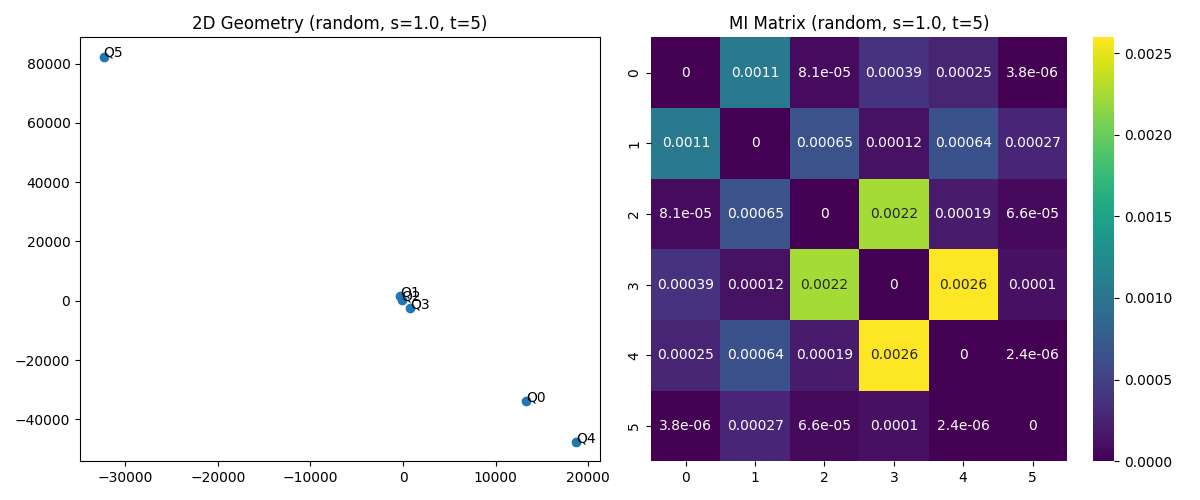 2D Geometry (random, s=1.0, t=5)
80000
60000
40000
20000
0
−20000
−40000
−30000 −20000 −10000 0 10000 20000
Q5
Q1
Q2
Q3
Q0
Q4
MI Matrix (random, s=1.0, t=5)
0 0 0.0011 8.1e-05 0.00039 0.00025 3.8e-06
1 0.0011 0 0.00065 0.00012 0.00064 0.00027
2 8.1e-05 0.00065 0 0.0022 0.00019 6.6e-05
3 0.00039 0.00012 0.0022 0 0.0026 0.0001
4 0.00025 0.00064 0.00019 0.0026 0 2.4e-06
5 3.8e-06 0.00027 6.6e-05 0.0001 2.4e-06 0
0 1 2 3 4 5
0.0025
0.0020
0.0015
0.0010
0.0005
0.0000